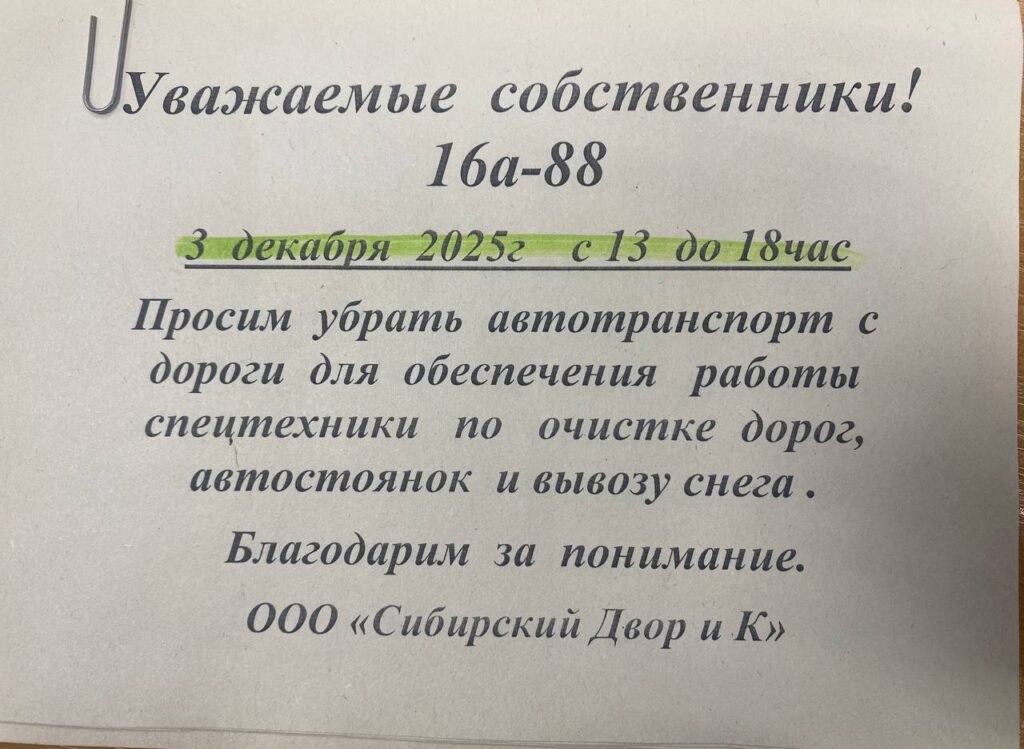 Уважаемые собственники!
16а-88
3 декабря 2025г с 13 до 18час
Просим убрать автотранспорт с
дороги для обеспечения работы
спецтехники по очистке дорог,
автостоянок и вывозу снега .
Благодарим за понимание.
ООО «Сибирский Двор и К»